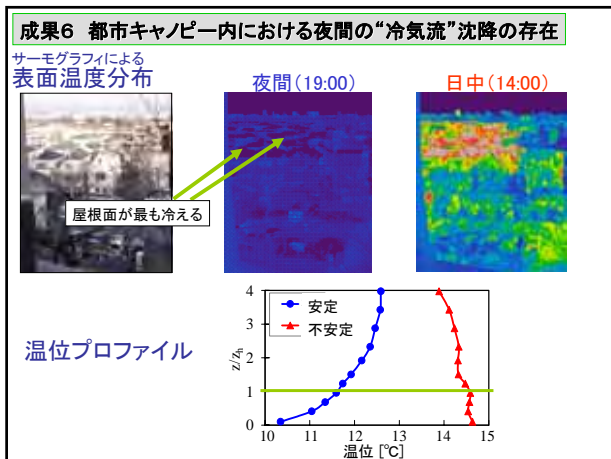 成果6 都市キャノピー内における夜間の“冷気流”沈降の存在
サーモグラフィによる
表面温度分布
夜間(19:00)
日中(14:00)
屋根面が最も冷える
温位プロファイル
安定
不安定
z/zh
4
3
2
1
0
10 11 12 13 14 15
温位 [℃]